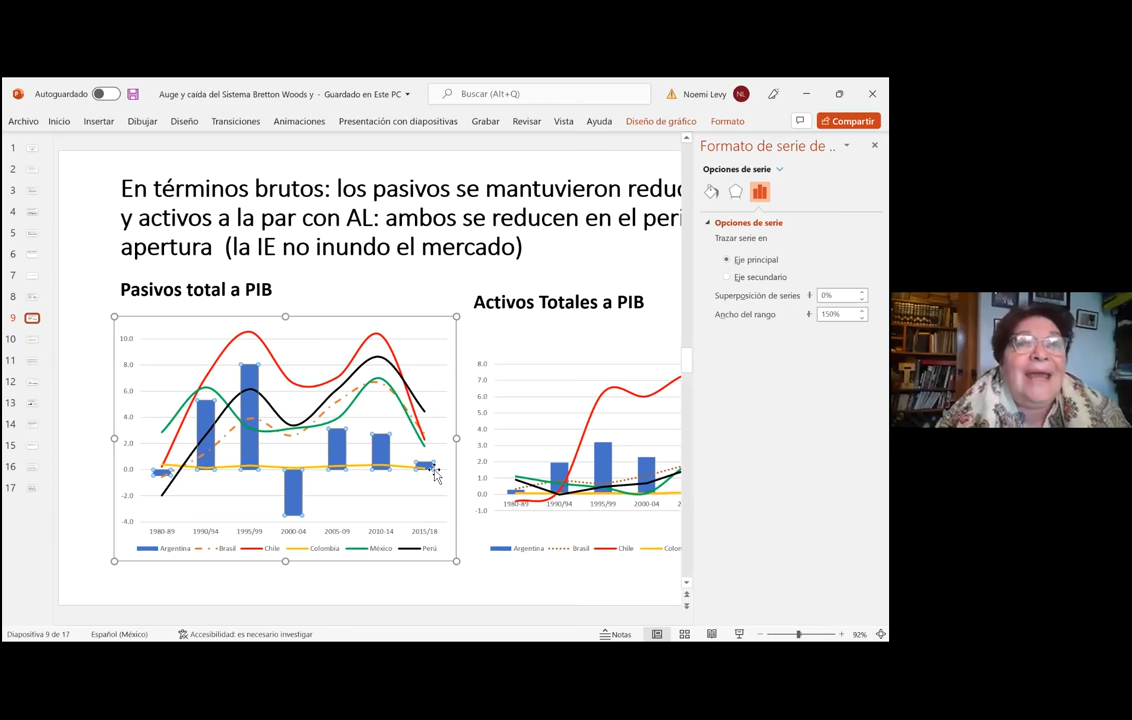 Autoguardado
Auge y caída del Sistema Bretton Woods y - Guardado en Este PC
Buscar (Alt+Q)
Noemi Levy
NL
Archivo Inicio Insertar Dibujar Diseño Transiciones Animaciones Presentación con diapositivas Grabar Revisar Vista Ayuda Diseño de gráfico Formato
Compartir
1
2
3
4
5
6
7
8
9
10
11
12
13
14
15
16
17
En términos brutos: los pasivos se mantuvieron reduc
y activos a la par con AL: ambos se reducen en el perí
apertura (la IE no inundo el mercado)
Pasivos total a PIB
10.0
8.0
6.0
4.0
2.0
0.0
-2.0
-4.0
1980-89 1990/94 1995/99 2000-04 2005-09 2010-14 2015/18
Argentina Brasil Chile Colombia México Perú
Activos Totales a PIB
8.0
7.0
6.0
5.0
4.0
3.0
2.0
1.0
0.0
-1.0
1980-89 1990/94 1995/99 2000-04 2
Argentina Brasil Chile Colom
Formato de serie de ..
Opciones de serie
Opciones de serie
Trazar serie en
Eje principal
Eje secundario
Superposición de series 0%
Ancho del rango 150%
Diapositiva 9 de 17 Español (México) Accesibilidad: es necesario investigar Notas 92%